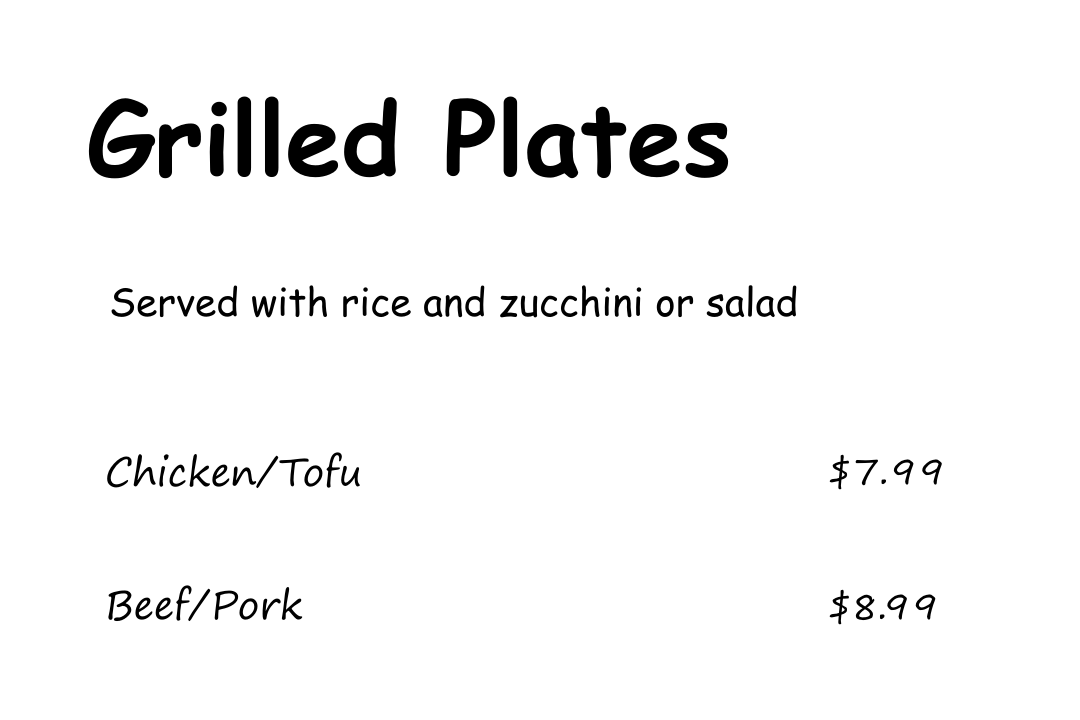 Grilled Plates
Served with rice and zucchini or salad
Chicken/Tofu $7.99
Beef/Pork $8.99